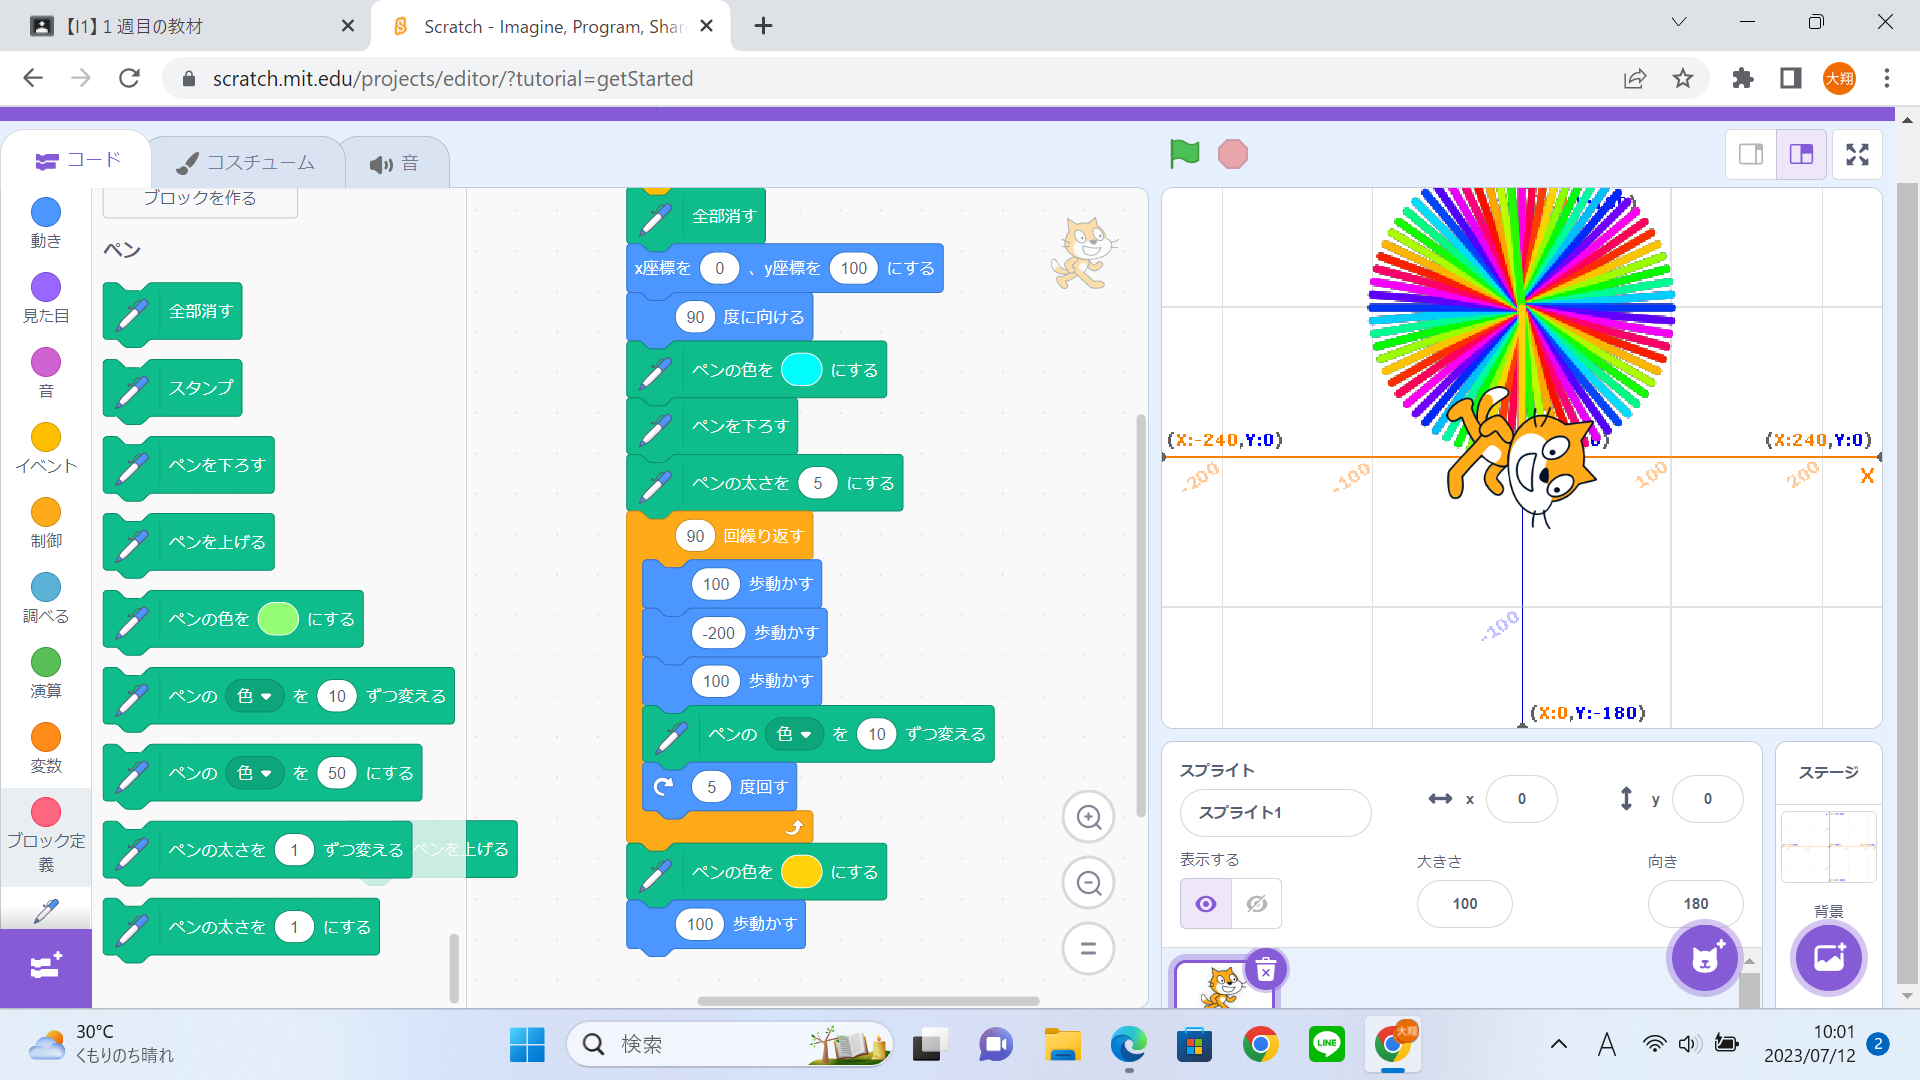 【I1】１週目の教材
Scratch - Imagine, Program, Shar
scratch.mit.edu/projects/editor/?tutorial=getStarted
大翔
コード
コスチューム
音
動き
見た目
音
イベント
制御
調べる
演算
変数
ブロック定義
ブロックを作る
ペン
全部消す
スタンプ
ペンを下ろす
ペンを上げる
ペンの色を にする
ペンの 色 を 10 ずつ変える
ペンの 色 を 50 にする
ペンの太さを 1 ずつ変える
ペンを上げる
ペンの太さを 1 にする
全部消す
x座標を 0 、y座標を 100 にする
90 度に向ける
ペンの色を にする
ペンを下ろす
ペンの太さを 5 にする
90 回繰り返す
100 歩動かす
-200 歩動かす
100 歩動かす
ペンの 色 を 10 ずつ変える
5 度回す
ペンの色を にする
100 歩動かす
(X:-240,Y:0)
(X:240,Y:0)
-200
-100
100
200
X
-100
(X:0,Y:-180)
スプライト
スプライト1
x 0
y 0
表示する
大きさ
100
向き
180
ステージ
背景
30°C
くもりのち晴れ
検索
LINE
大翔
A
10:01
2023/07/12
2